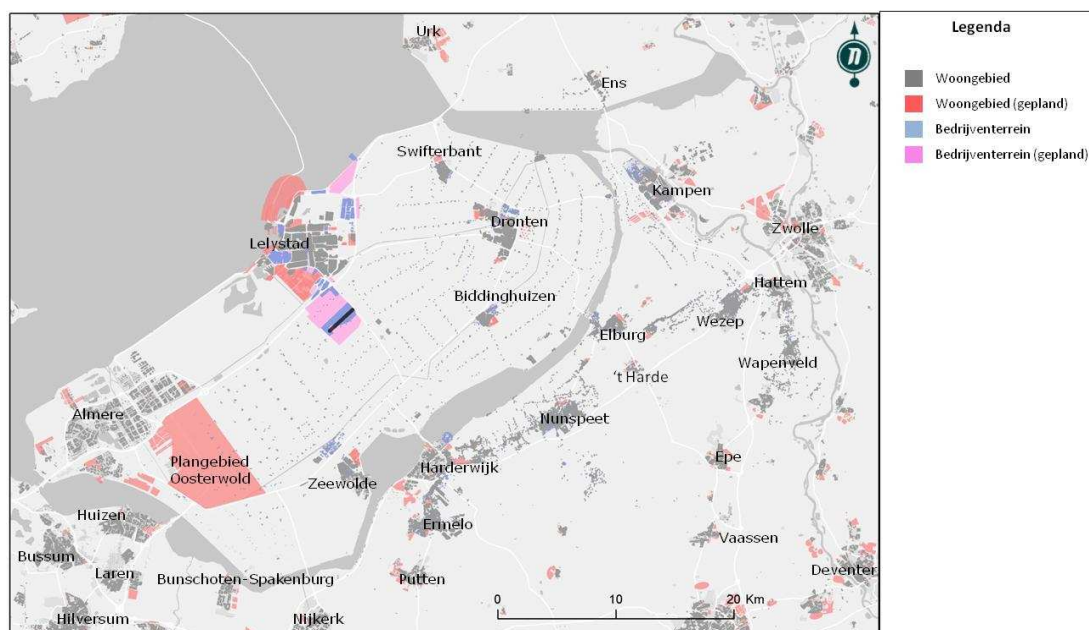 Legenda
Woongebied
Woongebied (gepland)
Bedrijventerrein
Bedrijventerrein (gepland)
Urk
Ens
Swifterbant
Kampen
Dronten
Zwolle
Lelystad
Hattem
Biddinghuizen
Wezep
Elburg
Wapenveld
't Harde
Almere
Nunspeet
Plangebied
Oosterwold
Epe
Harderwijk
Zeewolde
Huizen
Ermelo
Vaassen
Bussum
Laren
Bunschoten-Spakenburg
Putten
Deventer
0 10 20 Km
Hilversum
Nijkerk